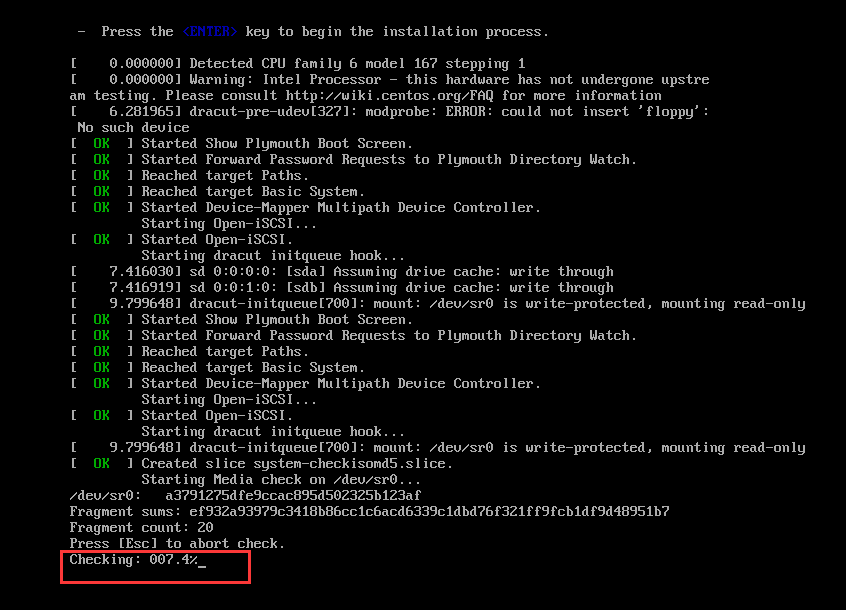 - Press the <ENTER> key to begin the installation process.
[    0.000000] Detected CPU family 6 model 167 stepping 1
[    0.000000] Warning: Intel Processor - this hardware has not undergone upstre
am testing. Please consult http://wiki.centos.org/FAQ for more information
[    6.281965] dracut-pre-udev[327]: modprobe: ERROR: could not insert 'floppy':
 No such device
[  OK  ] Started Show Plymouth Boot Screen.
[  OK  ] Started Forward Password Requests to Plymouth Directory Watch.
[  OK  ] Reached target Paths.
[  OK  ] Reached target Basic System.
[  OK  ] Started Device-Mapper Multipath Device Controller.
         Starting Open-iSCSI...
[  OK  ] Started Open-iSCSI.
         Starting dracut initqueue hook...
[    7.416030] sd 0:0:0:0: [sda] Assuming drive cache: write through
[    7.416919] sd 0:0:1:0: [sdb] Assuming drive cache: write through
[    9.799648] dracut-initqueue[700]: mount: /dev/sr0 is write-protected, mounting read-only
[  OK  ] Started Show Plymouth Boot Screen.
[  OK  ] Started Forward Password Requests to Plymouth Directory Watch.
[  OK  ] Reached target Paths.
[  OK  ] Reached target Basic System.
[  OK  ] Started Device-Mapper Multipath Device Controller.
         Starting Open-iSCSI...
[  OK  ] Started Open-iSCSI.
         Starting dracut initqueue hook...
[    9.799648] dracut-initqueue[700]: mount: /dev/sr0 is write-protected, mounting read-only
[  OK  ] Created slice system-checkisomd5.slice.
         Starting Media check on /dev/sr0...
/dev/sr0:   a3791275dfe9ccac895d502325b123af
Fragment sums: ef932a93979c3418b86cc1c6acd6339c1dbd76f321ff9fcb1df9d48951b7
Fragment count: 20
Press [Esc] to abort check.
Checking: 007.4%_